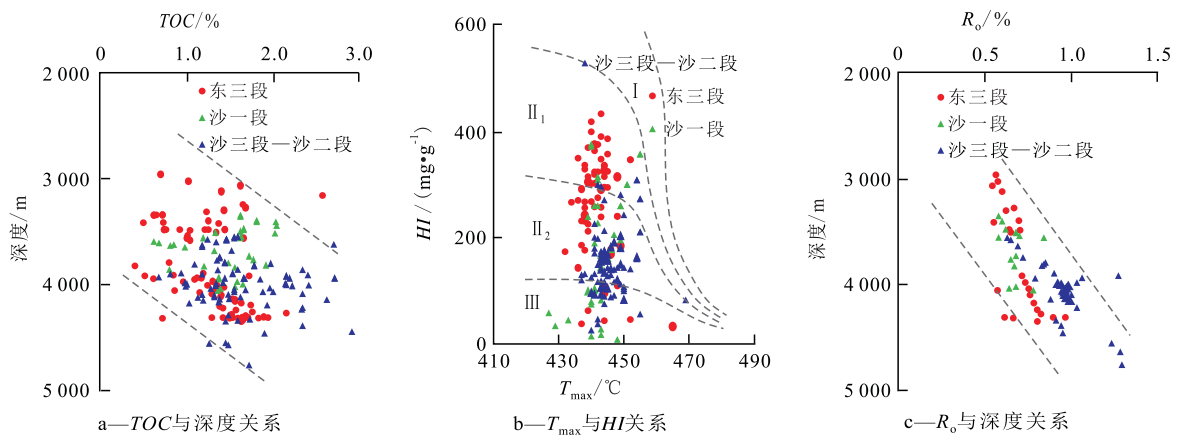 TOC/%
0
1.0
2.0
3.0
2 000
3 000
4 000
5 000
深度/m
东三段
沙一段
沙三段—沙二段
a—TOC与深度关系
600
400
200
0
HI/(mg•g⁻¹)
沙三段—沙二段
I
东三段
II₁
沙一段
II₂
III
410
430
450
470
490
Tmax/℃
b—Tmax与HI关系
Ro/%
0
0.5
1.0
1.5
2 000
3 000
4 000
5 000
深度/m
东三段
沙一段
沙三段—沙二段
c—Ro与深度关系